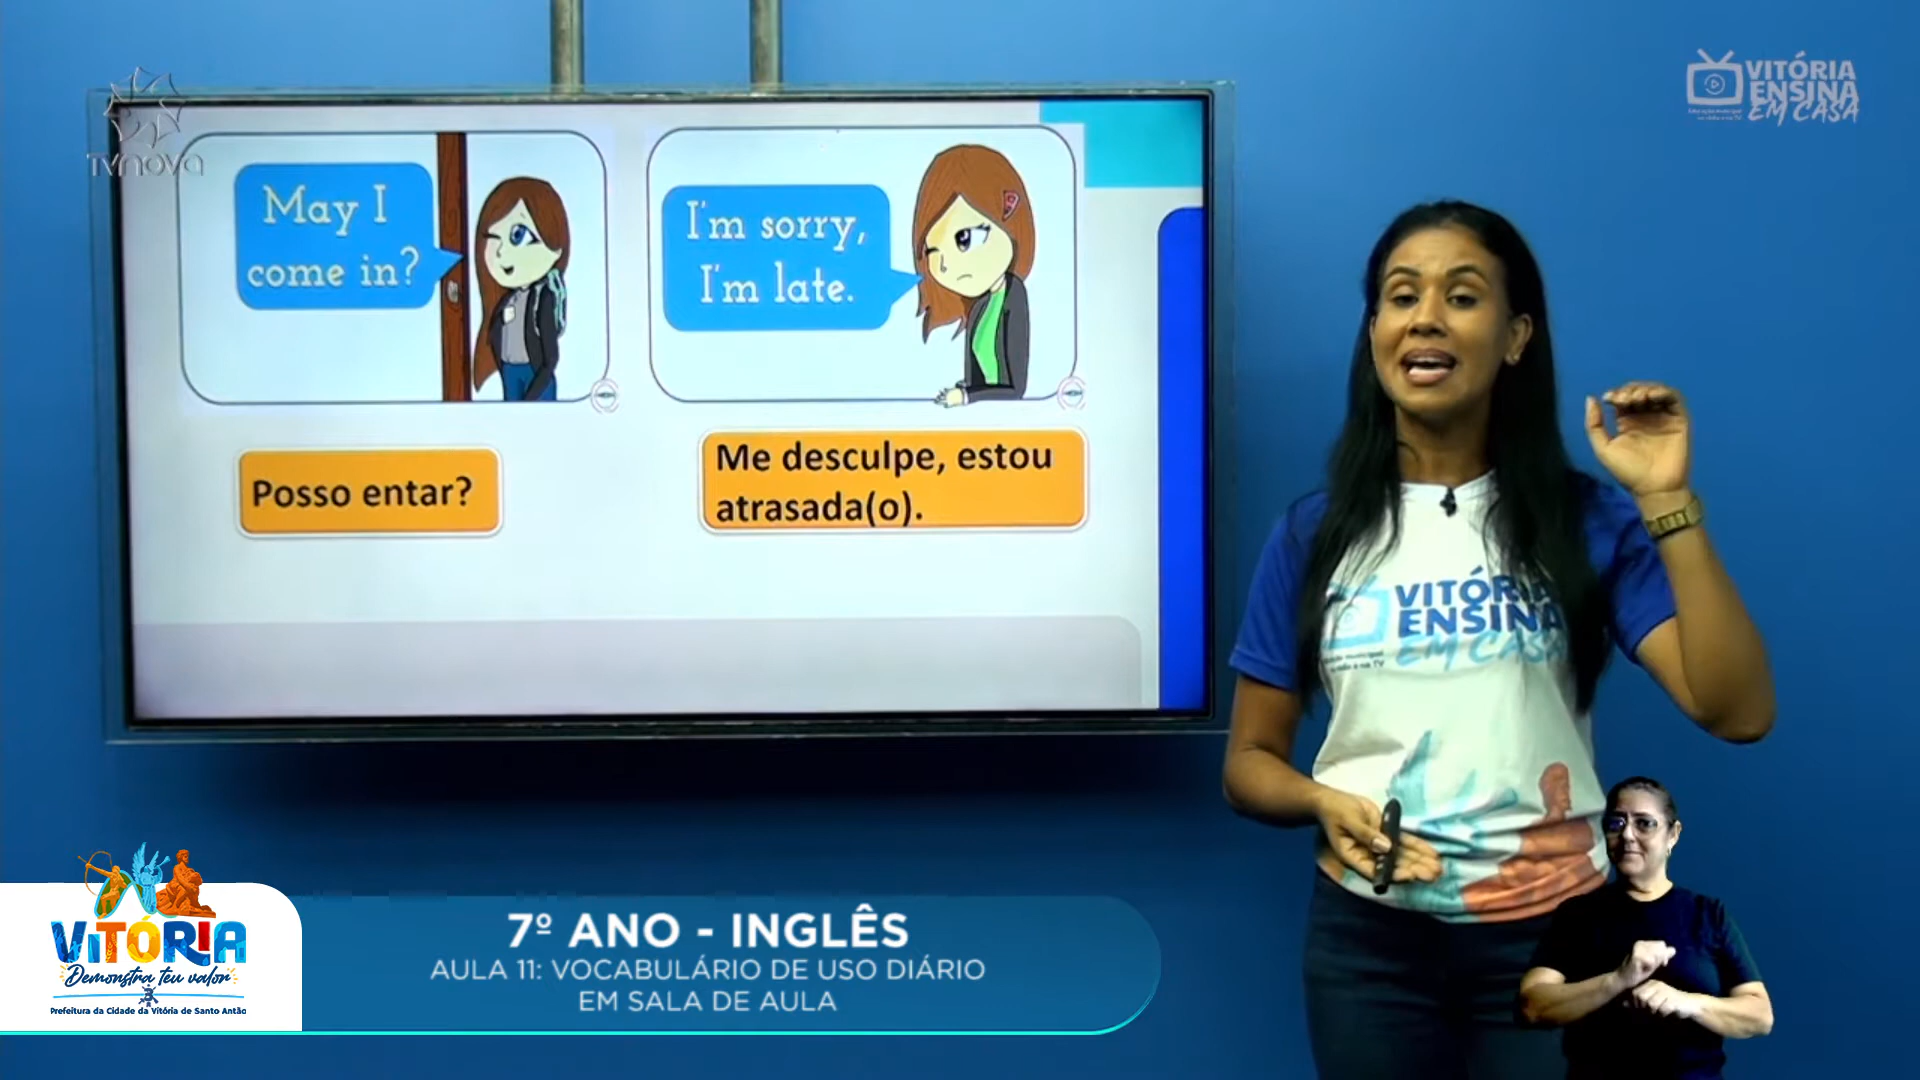 TVNOVA
VITÓRIA
ENSINA
EM CASA
May I
come in?
I'm sorry,
I'm late.
Posso entar?
Me desculpe, estou
atrasada(o).
VITÓRIA
ENSINA
EM CASA
VITÓRIA
Demonstra teu valor
Prefeitura da Cidade da Vitória de Santo Antão
7º ANO - INGLÊS
AULA 11: VOCABULÁRIO DE USO DIÁRIO
EM SALA DE AULA